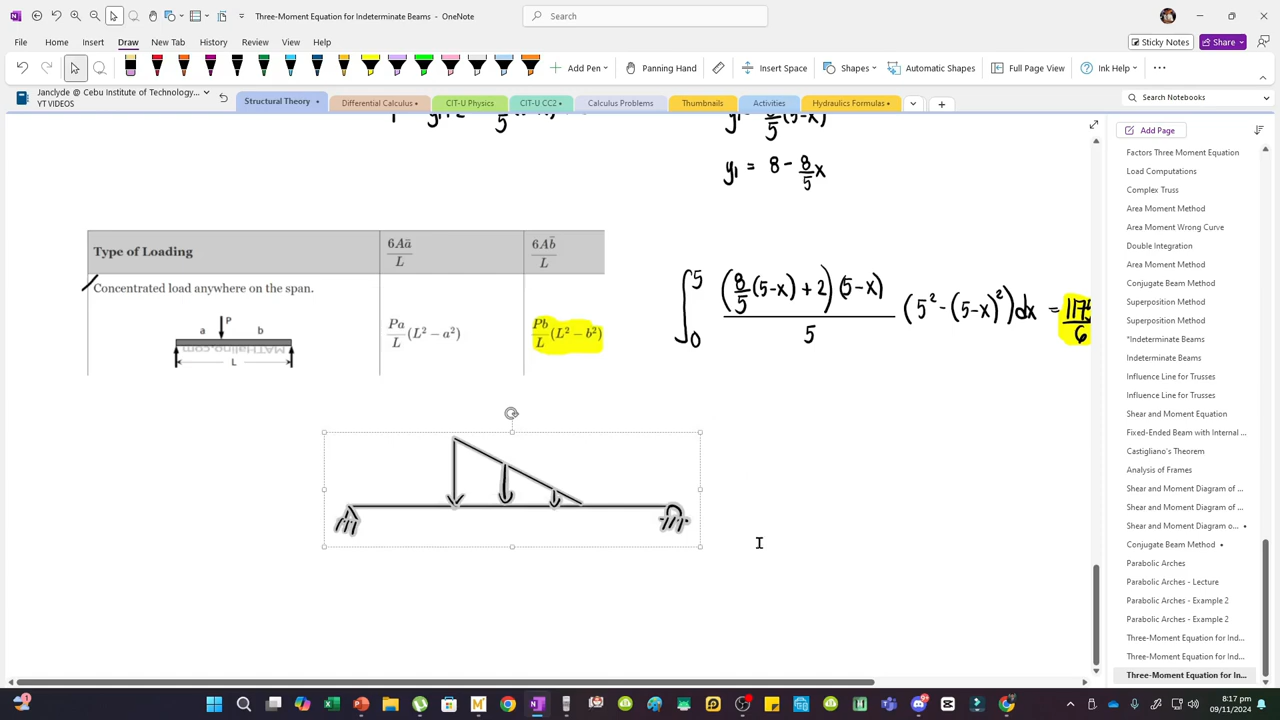 Three-Moment Equation for Indeterminate Beams - OneNote
Search
File Home Insert Draw New Tab History Review View Help
Sticky Notes
Share
Add Pen
Panning Hand
Insert Space
Shapes
Automatic Shapes
Full Page View
Ink Help
Janclyde @ Cebu Institute of Technology...
YT VIDEOS
Structural Theory
Differential Calculus
CIT-U Physics
CIT-U CC2
Calculus Problems
Thumbnails
Activities
Hydraulics Formulas
Search Notebooks
Add Page
y₁ = 8 - 8/5 x
Type of Loading
6Aā/L
6Ab̄/L
Concentrated load anywhere on the span.
P
a b
L
Pa/L (L² − a²)
Pb/L (L² − b²)
∫₀⁵ (8/5 (5-x) + 2)(5-x)/5 (5² - (5-x)²)dx =
Factors Three Moment Equation
Load Computations
Complex Truss
Area Moment Method
Area Moment Wrong Curve
Double Integration
Area Moment Method
Conjugate Beam Method
Superposition Method
Superposition Method
*Indeterminate Beams
Indeterminate Beams
Influence Line for Trusses
Influence Line for Trusses
Shear and Moment Equation
Fixed-Ended Beam with Internal ...
Castigliano's Theorem
Analysis of Frames
Shear and Moment Diagram of ...
Shear and Moment Diagram of ...
Shear and Moment Diagram o...
Conjugate Beam Method
Parabolic Arches
Parabolic Arches - Lecture
Parabolic Arches - Example 2
Parabolic Arches - Example 2
Three-Moment Equation for Ind...
Three-Moment Equation for Ind...
Three-Moment Equation for In...
8:17 pm
09/11/2024